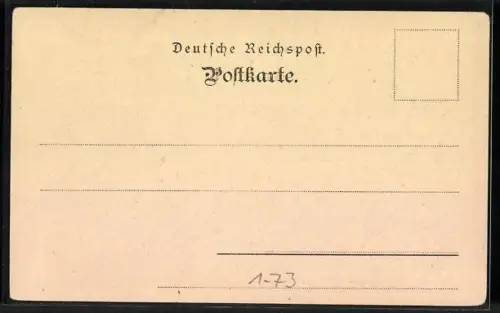 Deutsche Reichspost.
Postkarte.
1-73